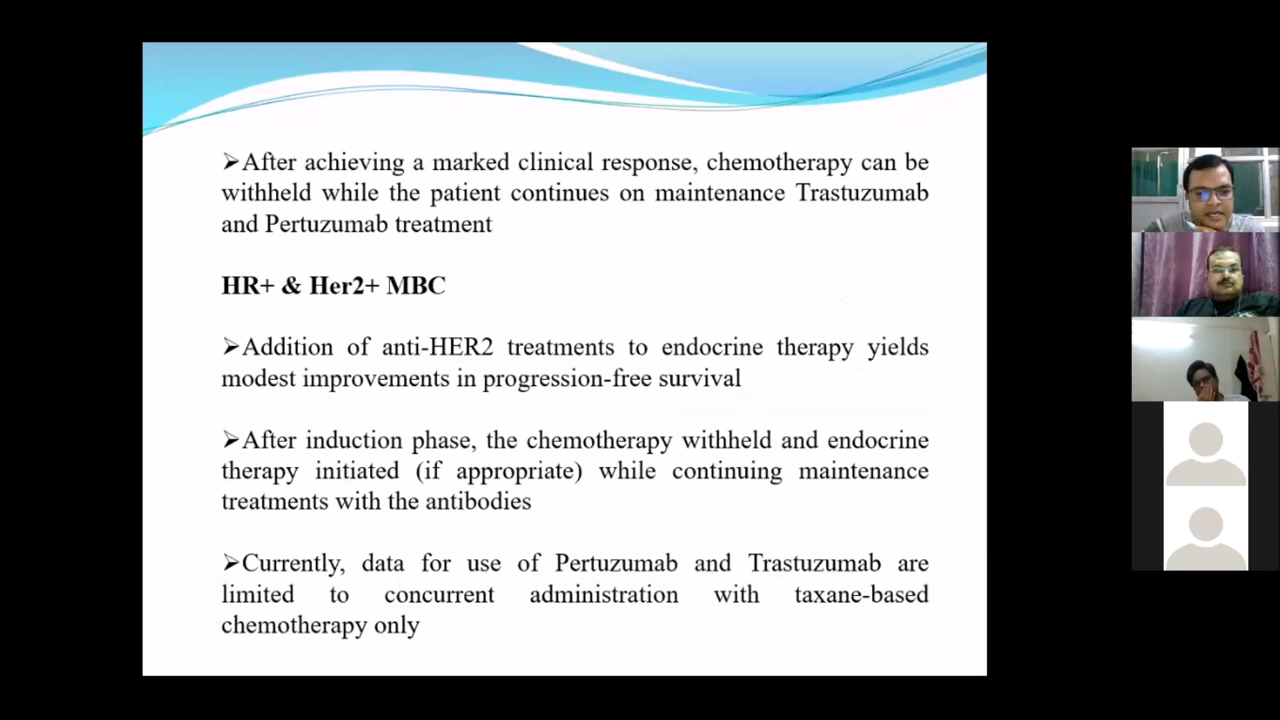 ➢After achieving a marked clinical response, chemotherapy can be
withheld while the patient continues on maintenance Trastuzumab
and Pertuzumab treatment
HR+ & Her2+ MBC
➢Addition of anti-HER2 treatments to endocrine therapy yields
modest improvements in progression-free survival
➢After induction phase, the chemotherapy withheld and endocrine
therapy initiated (if appropriate) while continuing maintenance
treatments with the antibodies
➢Currently, data for use of Pertuzumab and Trastuzumab are
limited to concurrent administration with taxane-based
chemotherapy only